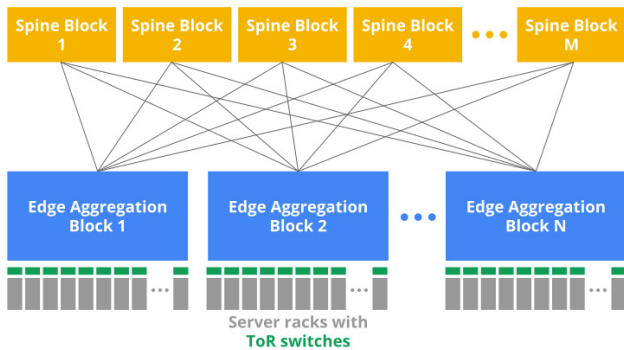 Spine Block
1
Spine Block
2
Spine Block
3
Spine Block
4
Spine Block
M
Edge Aggregation
Block 1
Edge Aggregation
Block 2
Edge Aggregation
Block N
Server racks with
ToR switches